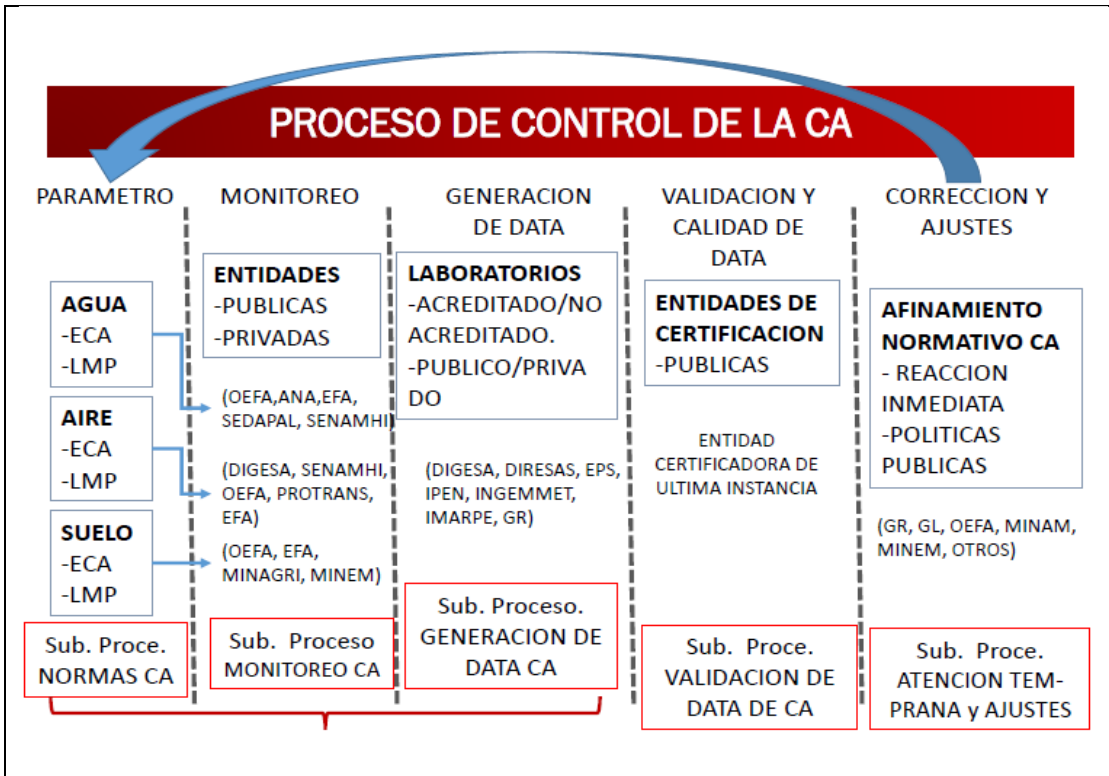 PROCESO DE CONTROL DE LA CA
PARAMETRO
MONITOREO
GENERACION
DE DATA
VALIDACION Y
CALIDAD DE
DATA
CORRECCION Y
AJUSTES
AGUA
-ECA
-LMP
AIRE
-ECA
-LMP
SUELO
-ECA
-LMP
Sub. Proce.
NORMAS CA
ENTIDADES
-PUBLICAS
-PRIVADAS
(OEFA,ANA,EFA,
SEDAPAL, SENAMHI)
(DIGESA, SENAMHI,
OEFA, PROTRANS,
EFA)
(OEFA, EFA,
MINAGRI, MINEM)
Sub. Proceso
MONITOREO CA
LABORATORIOS
-ACREDITADO/NO
ACREDITADO.
-PUBLICO/PRIVA
DO
(DIGESA, DIRESAS, EPS,
IPEN, INGEMMET,
IMARPE, GR)
Sub. Proceso.
GENERACION DE
DATA CA
ENTIDADES DE
CERTIFICACION
-PUBLICAS
ENTIDAD
CERTIFICADORA DE
ULTIMA INSTANCIA
Sub. Proce.
VALIDACION DE
DATA DE CA
AFINAMIENTO
NORMATIVO CA
- REACCION
INMEDIATA
-POLITICAS
PUBLICAS
(GR, GL, OEFA, MINAM,
MINEM, OTROS)
Sub. Proce.
ATENCION TEM-
PRANA y AJUSTES